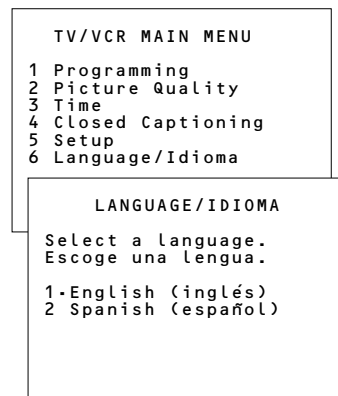 TV/VCR MAIN MENU
1 Programming
2 Picture Quality
3 Time
4 Closed Captioning
5 Setup
6 Language/Idioma
LANGUAGE/IDIOMA
Select a language.
Escoge una lengua.
1·English (inglés)
2 Spanish (español)